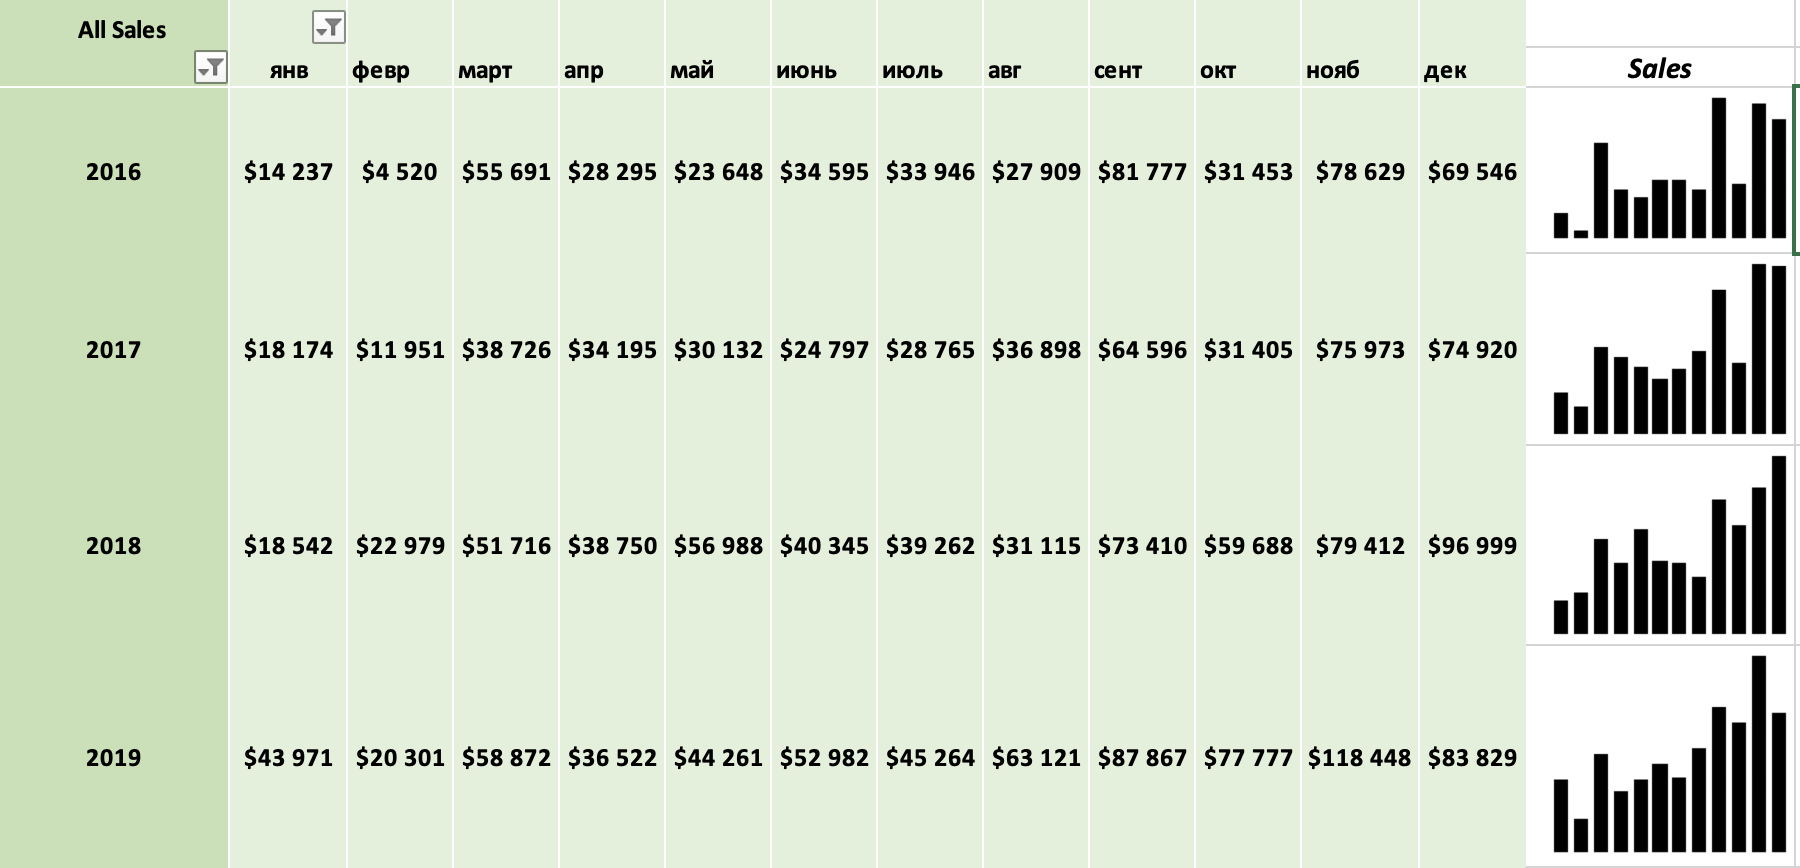 All Sales
янв февр март апр май июнь июль авг сент окт нояб дек Sales
2016 $14 237 $4 520 $55 691 $28 295 $23 648 $34 595 $33 946 $27 909 $81 777 $31 453 $78 629 $69 546
2017 $18 174 $11 951 $38 726 $34 195 $30 132 $24 797 $28 765 $36 898 $64 596 $31 405 $75 973 $74 920
2018 $18 542 $22 979 $51 716 $38 750 $56 988 $40 345 $39 262 $31 115 $73 410 $59 688 $79 412 $96 999
2019 $43 971 $20 301 $58 872 $36 522 $44 261 $52 982 $45 264 $63 121 $87 867 $77 777 $118 448 $83 829